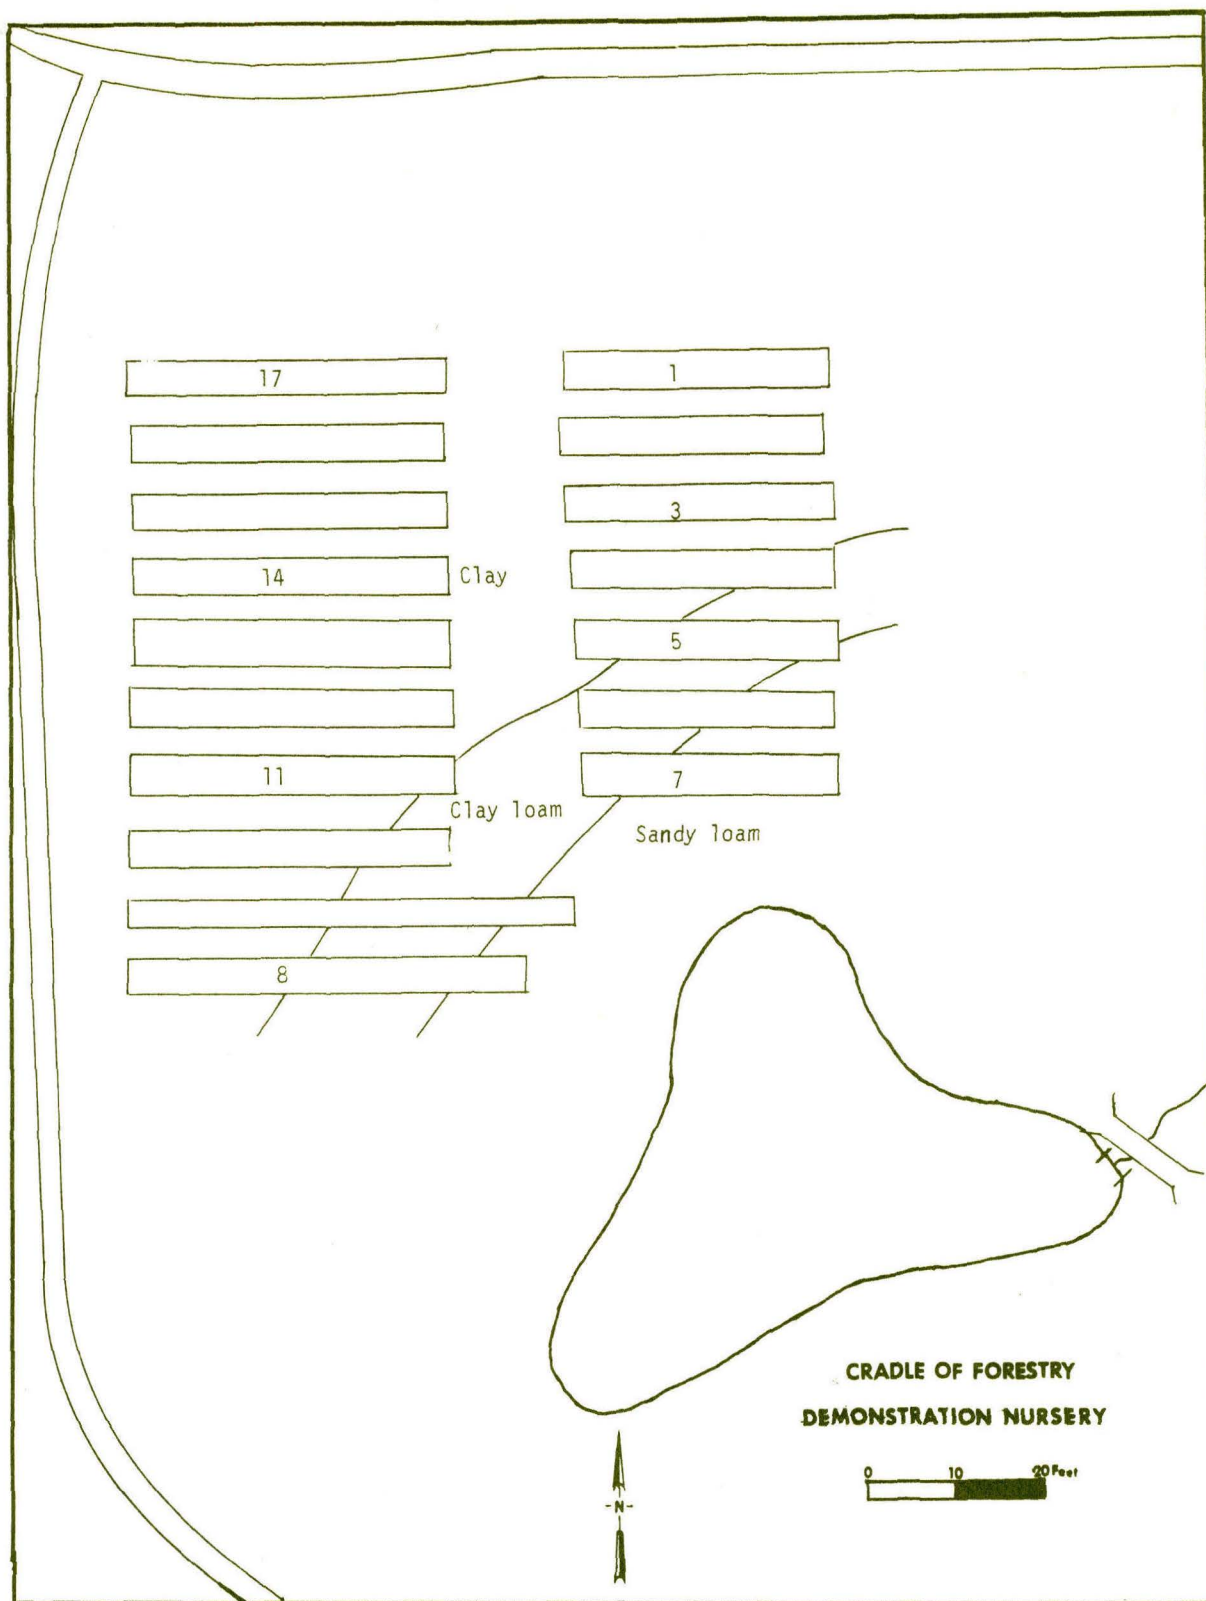 17
1
3
14
Clay
5
11
7
Clay loam
Sandy loam
8
CRADLE OF FORESTRY
DEMONSTRATION NURSERY
0 10 20 Feet
-N-